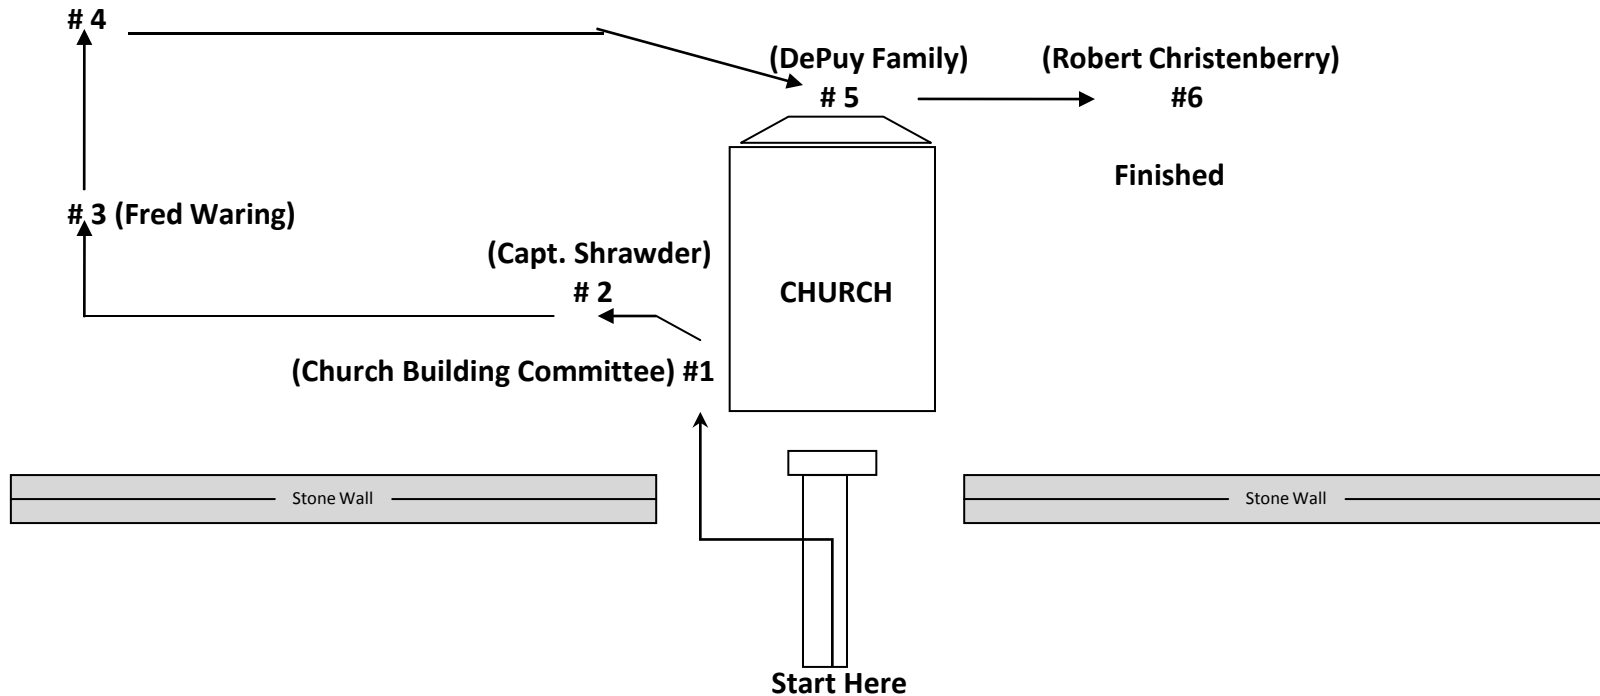 # 4
(DePuy Family)
# 5
(Robert Christenberry)
#6
Finished
# 3 (Fred Waring)
(Capt. Shrawder)
# 2
CHURCH
(Church Building Committee) #1
Stone Wall
Stone Wall
Start Here